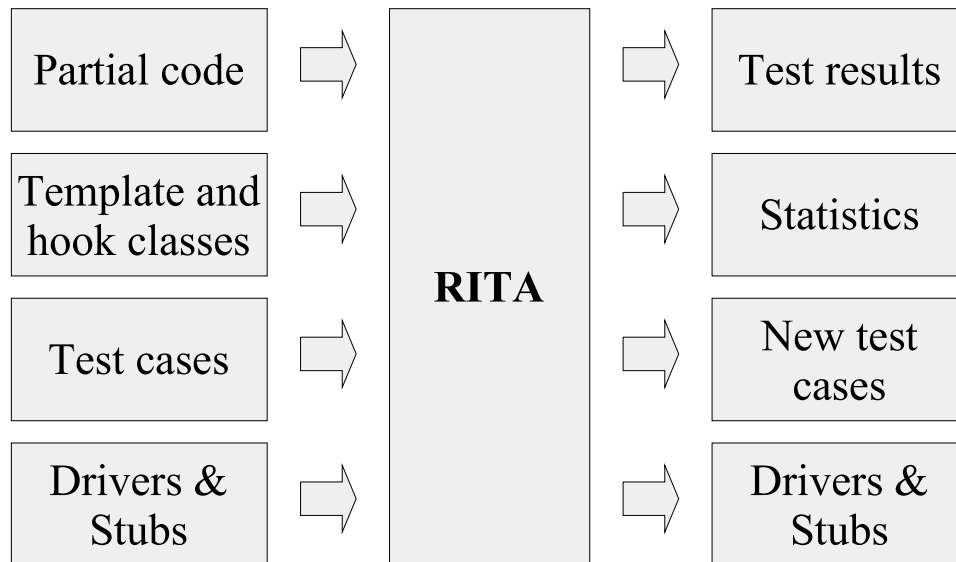 Partial code
Template and
hook classes
Test cases
Drivers &
Stubs
RITA
Test results
Statistics
New test
cases
Drivers &
Stubs